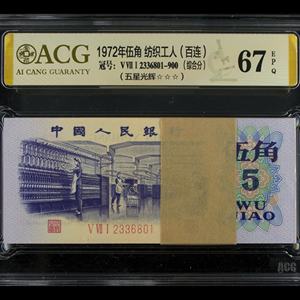 ACG
AI CANG GUARANTY
1972年伍角 纺织工人（百连）
冠号: V VII I 2336801-900 (综合分)
(五星光辉☆☆☆)
67
EPQ
中国人民银
伍角
5
WU
JIAO
V VII I 2336801
ACG